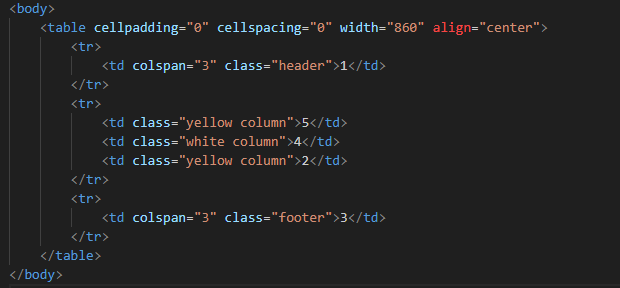 <body>
<table cellpadding="0" cellspacing="0" width="860" align="center">
<tr>
<td colspan="3" class="header">1</td>
</tr>
<tr>
<td class="yellow column">5</td>
<td class="white column">4</td>
<td class="yellow column">2</td>
</tr>
<tr>
<td colspan="3" class="footer">3</td>
</tr>
</table>
</body>